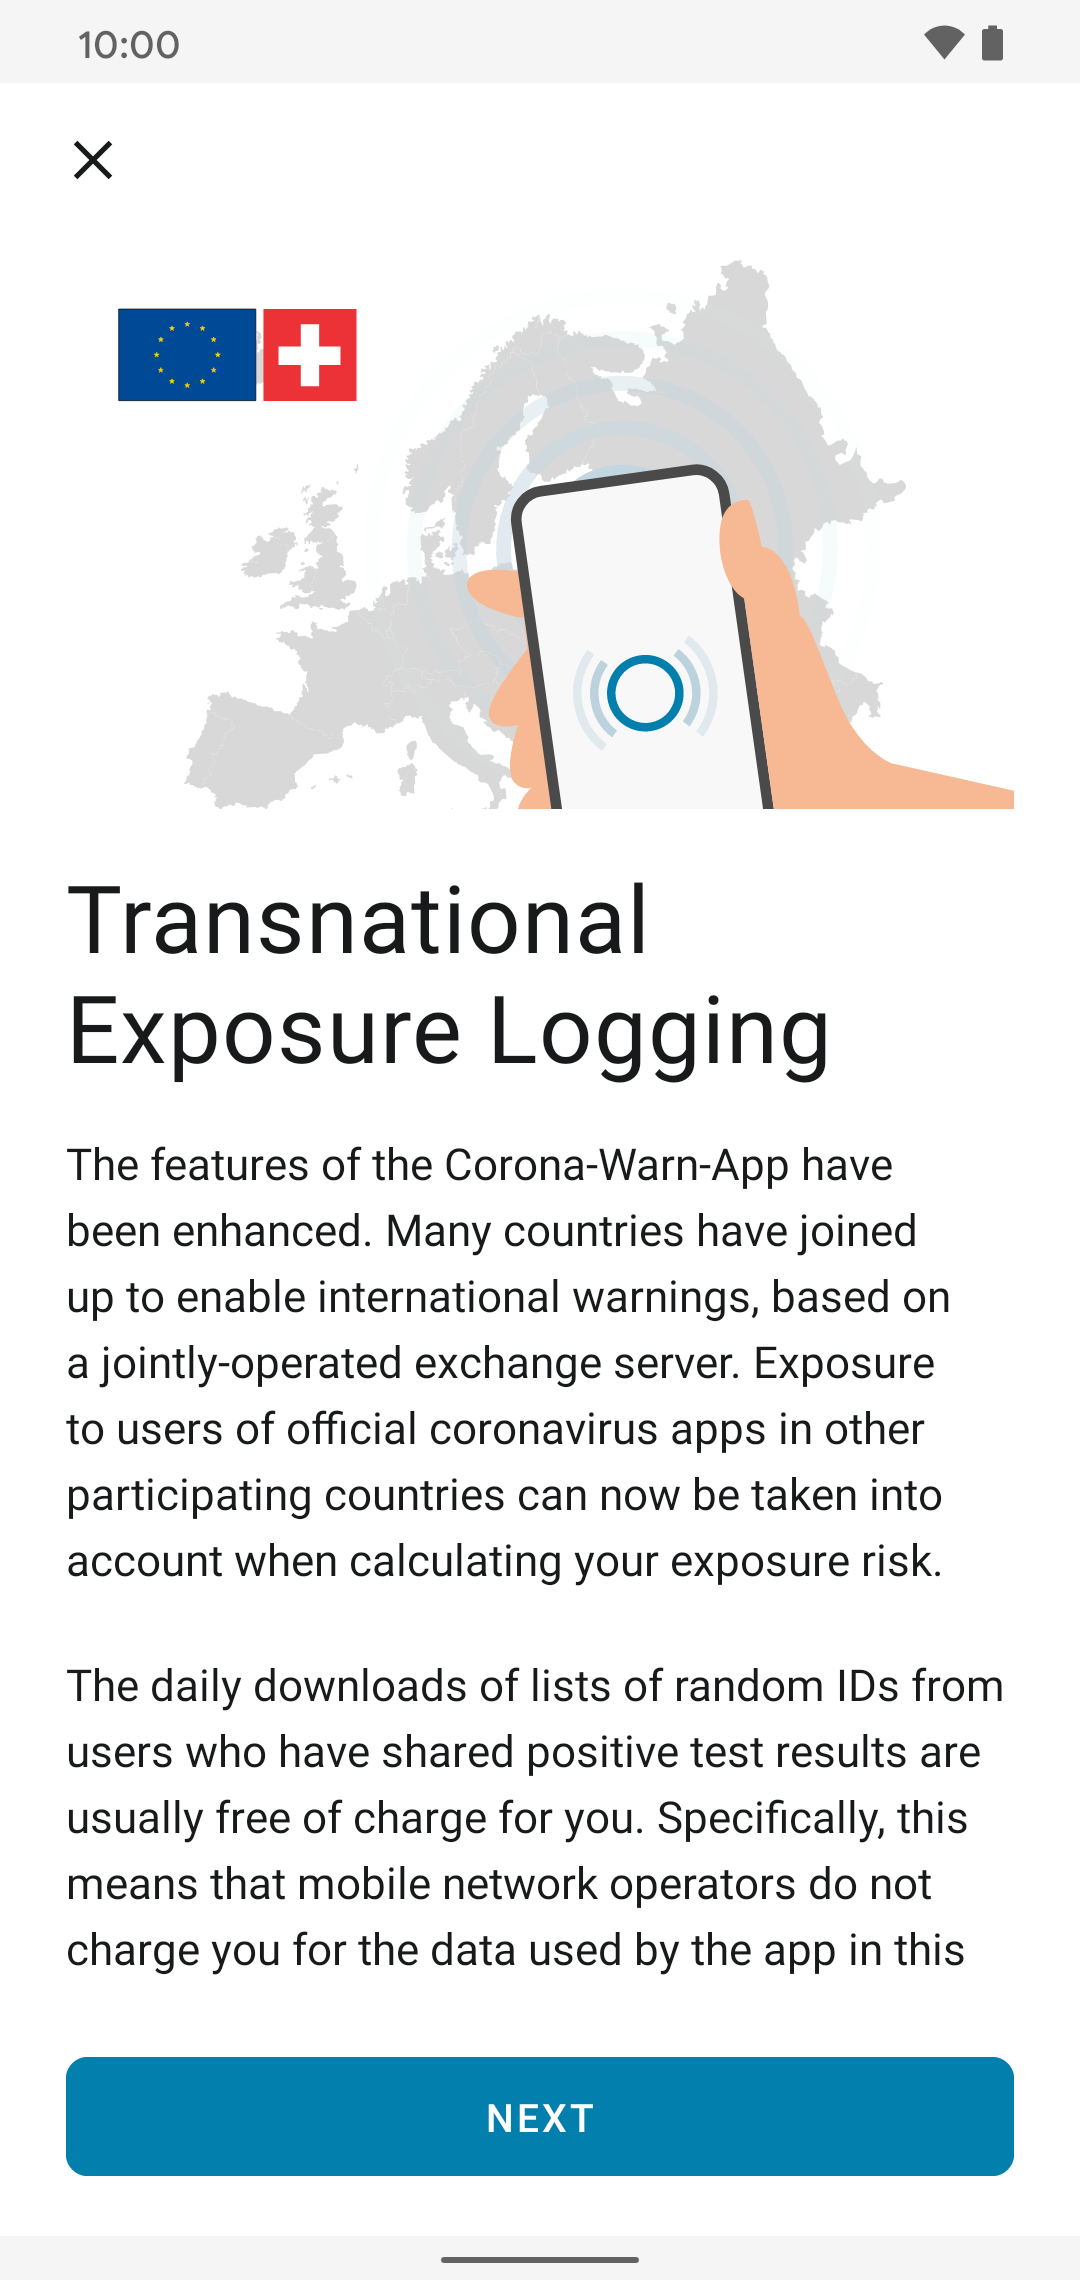 10:00
Transnational
Exposure Logging
The features of the Corona-Warn-App have
been enhanced. Many countries have joined
up to enable international warnings, based on
a jointly-operated exchange server. Exposure
to users of official coronavirus apps in other
participating countries can now be taken into
account when calculating your exposure risk.
The daily downloads of lists of random IDs from
users who have shared positive test results are
usually free of charge for you. Specifically, this
means that mobile network operators do not
charge you for the data used by the app in this
NEXT